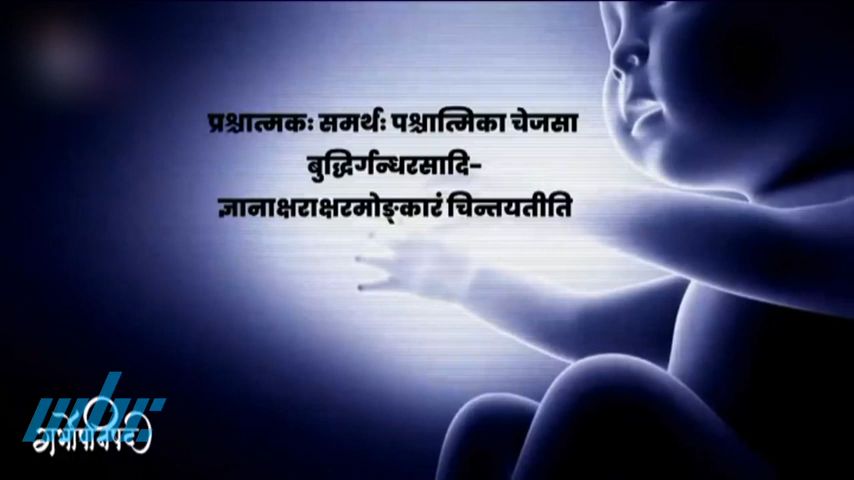 प्रश्चात्मकः समर्थः पश्चात्मिका चेजसा
बुद्धिर्गन्धरसादि-
ज्ञानाक्षराक्षरमोङ्कारं चिन्तयतीति
गर्भोपनिषद